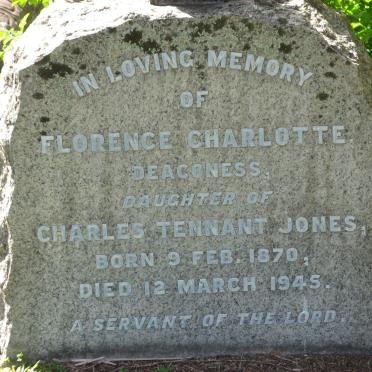 IN LOVING MEMORY
OF
FLORENCE CHARLOTTE.
DEACONESS,
DAUGHTER OF
CHARLES TENNANT JONES,
BORN 9 FEB. 1870,
DIED 12 MARCH 1945.
A SERVANT OF THE LORD.